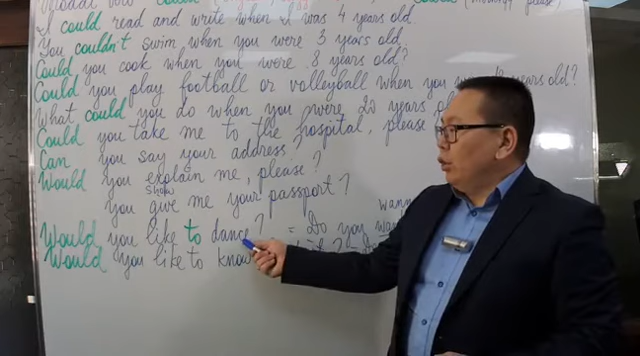 I could read and write when I was 4 years old.
You couldn't swim when you were 3 years old.
Could you cook when you were 8 years old?
Could you play football or volleyball when you years old?
What could you do when you were 20 years
Could you take me to the hospital, please
Can you say your address?
Would you explain me, please?
show
you give me your passport?
wann
Would you like to dance? = Do you want
Would you like to know